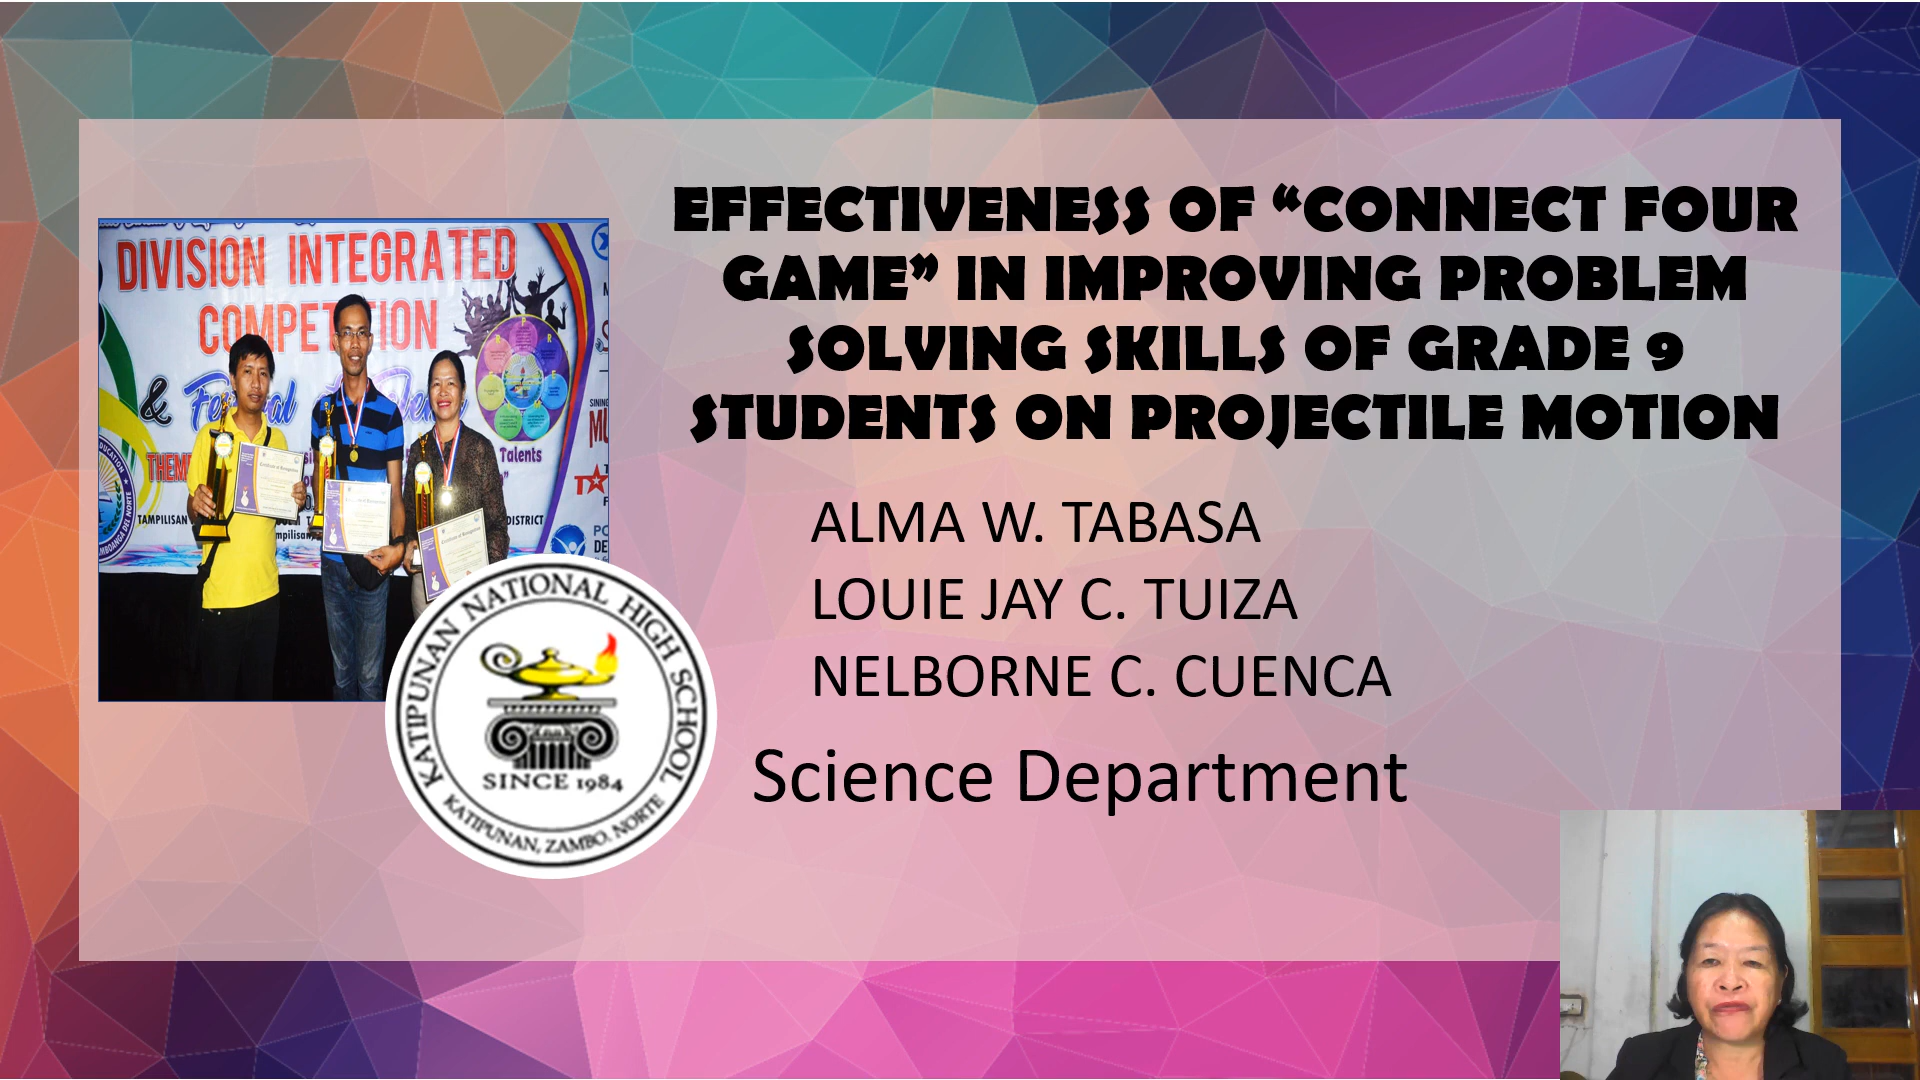 EFFECTIVENESS OF “CONNECT FOUR
GAME” IN IMPROVING PROBLEM
SOLVING SKILLS OF GRADE 9
STUDENTS ON PROJECTILE MOTION
ALMA W. TABASA
LOUIE JAY C. TUIZA
NELBORNE C. CUENCA
Science Department
DIVISION INTEGRATED
COMPETITION
&
Talents
TAMPILISAN
DISTRICT
KATIPUNAN NATIONAL HIGH SCHOOL
SINCE 1984
KATIPUNAN, ZAMBO. NORTE